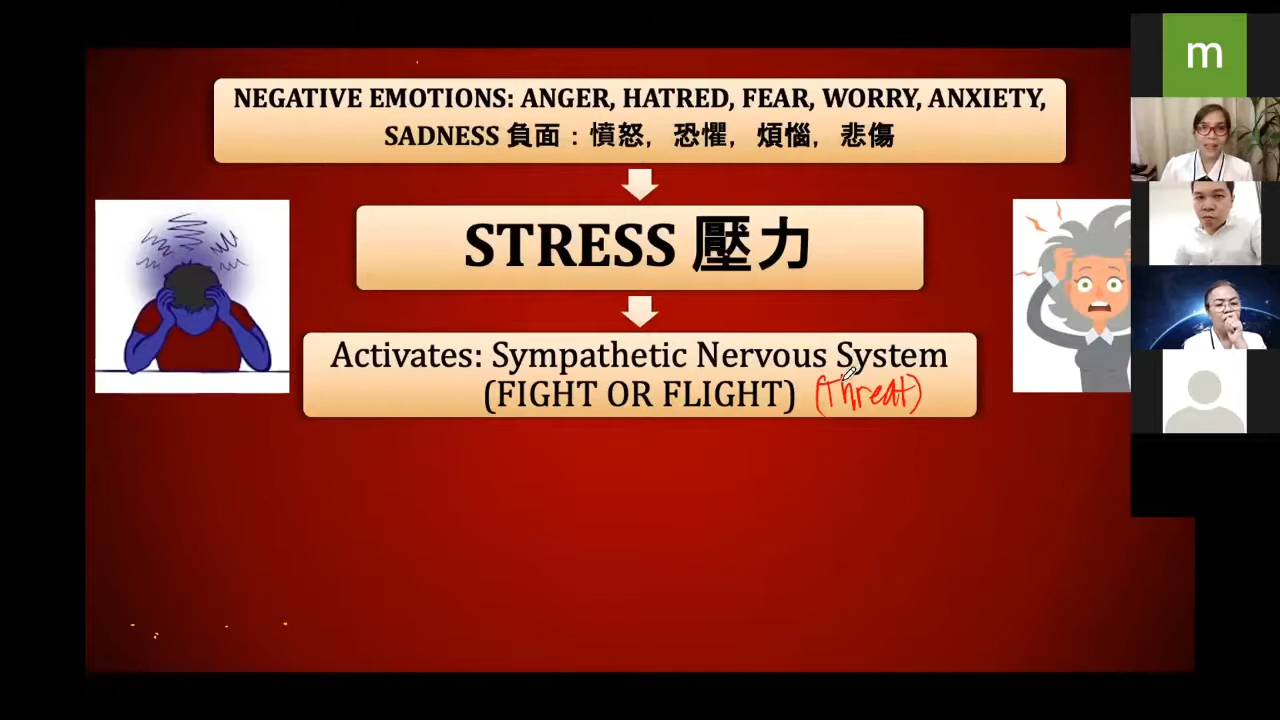 NEGATIVE EMOTIONS: ANGER, HATRED, FEAR, WORRY, ANXIETY,
SADNESS 負面：憤怒，恐懼，煩惱，悲傷
STRESS 壓力
Activates: Sympathetic Nervous System
(FIGHT OR FLIGHT) (Threat)
m